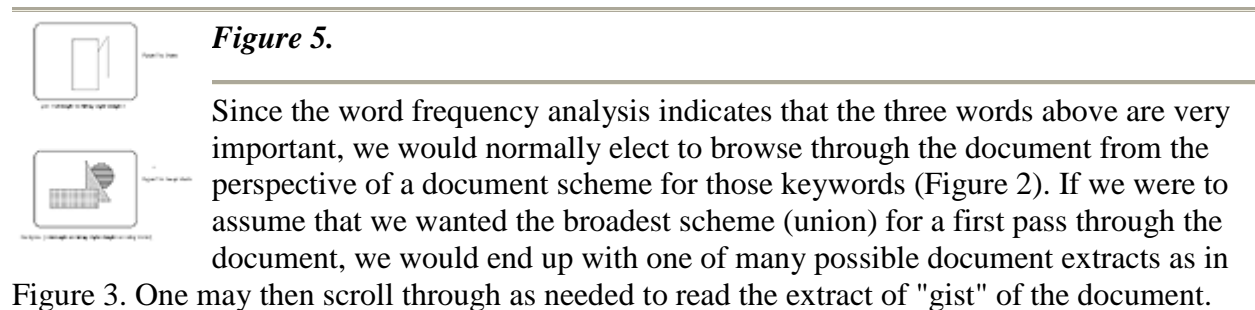 Figure 5.
Since the word frequency analysis indicates that the three words above are very
important, we would normally elect to browse through the document from the
perspective of a document scheme for those keywords (Figure 2). If we were to
assume that we wanted the broadest scheme (union) for a first pass through the
document, we would end up with one of many possible document extracts as in
Figure 3. One may then scroll through as needed to read the extract of "gist" of the document.